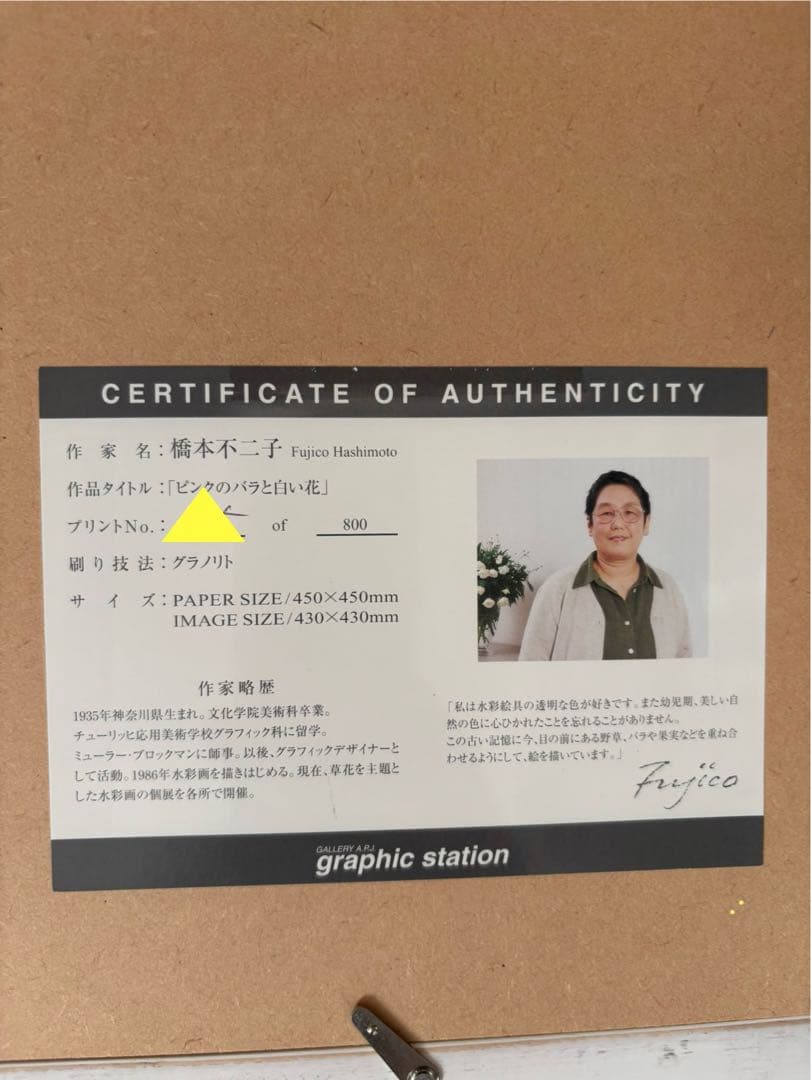 CERTIFICATE OF AUTHENTICITY
作家名：橋本不二子 Fujico Hashimoto
作品タイトル：「ピンクのバラと白い花」
プリントNo.： of 800
刷り技法：グラノリト
サイズ：PAPER SIZE/450×450mm
IMAGE SIZE/430×430mm
作家略歴
1935年神奈川県生まれ。文化学院美術科卒業。
チューリッヒ応用美術学校グラフィック科に留学。
ミューラー・ブロックマンに師事。以後、グラフィックデザイナーと
して活動。1986年水彩画を描きはじめる。現在、草花を主題と
した水彩画の個展を各所で開催。
「私は水彩絵具の透明な色が好きです。また幼児期、美しい自
然の色に心ひかれたことを忘れることがありません。
この古い記憶に今、目の前にある野草、バラや果実などを重ね合
わせるようにして、絵を描いています。」
Fujico
GALLERY A.P.J
graphic station